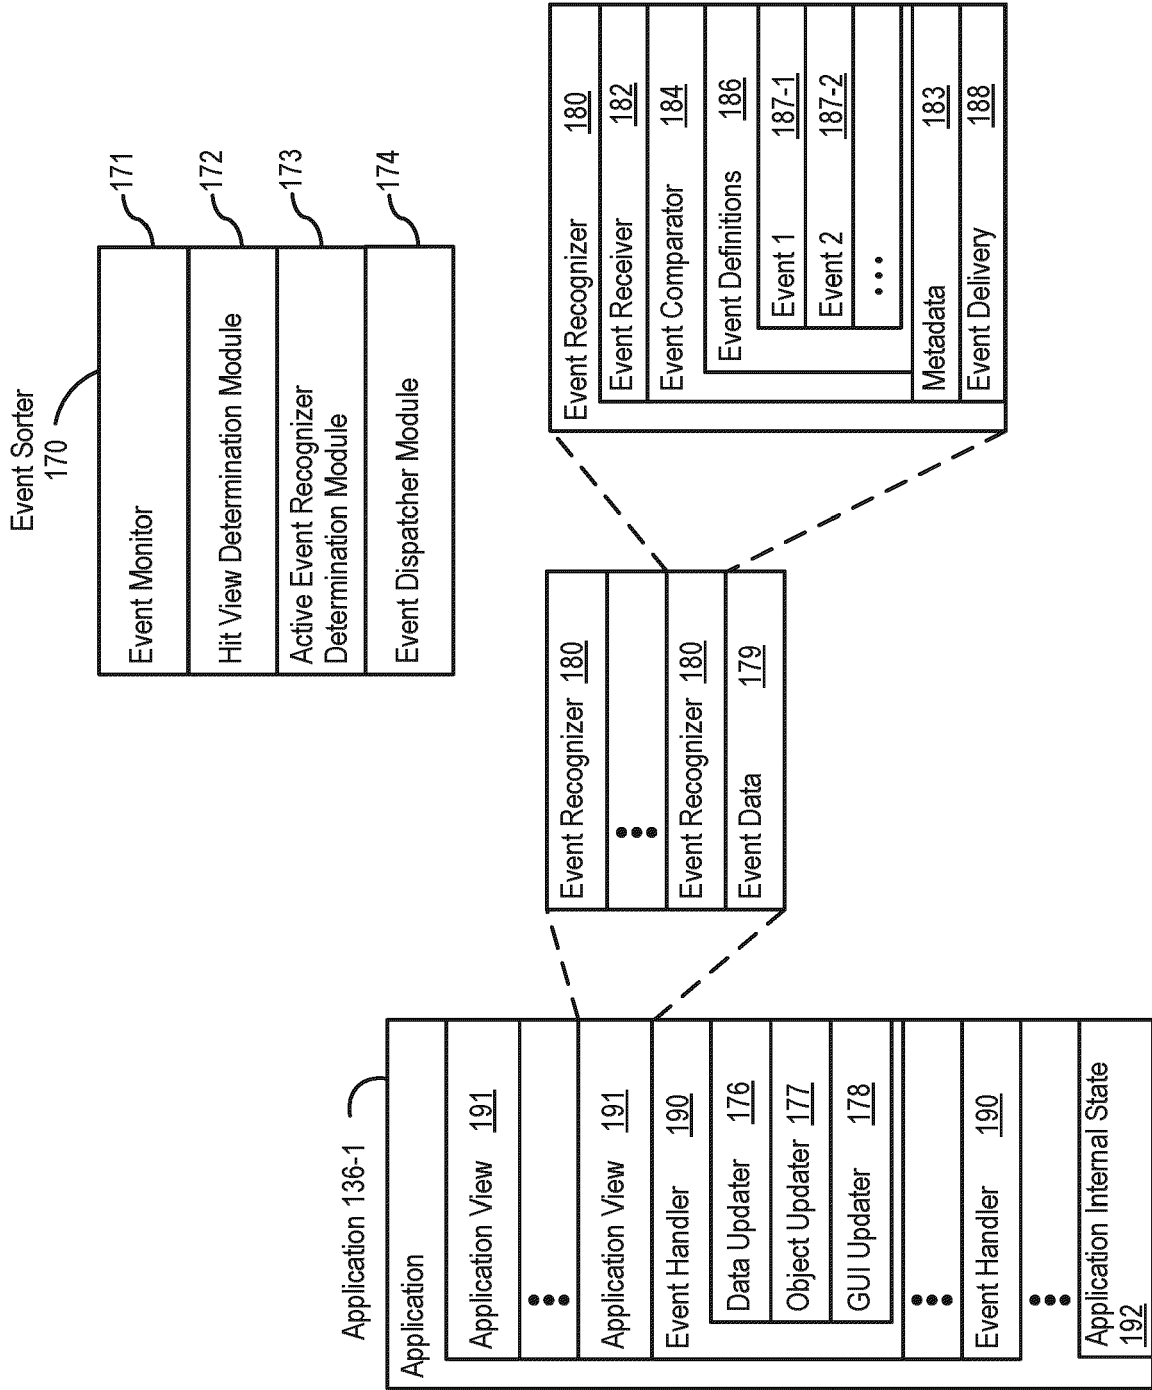 Event Sorter
170
Event Monitor
171
Hit View Determination Module
172
Active Event Recognizer
Determination Module
173
Event Dispatcher Module
174
Application 136-1
Application
Application View 191
•••
Application View 191
Event Handler 190
Data Updater 176
Object Updater 177
GUI Updater 178
•••
Event Handler 190
•••
Application Internal State
192
Event Recognizer 180
•••
Event Recognizer 180
Event Data 179
Event Recognizer 180
Event Receiver 182
Event Comparator 184
Event Definitions 186
Event 1 187-1
Event 2 187-2
•••
Metadata 183
Event Delivery 188